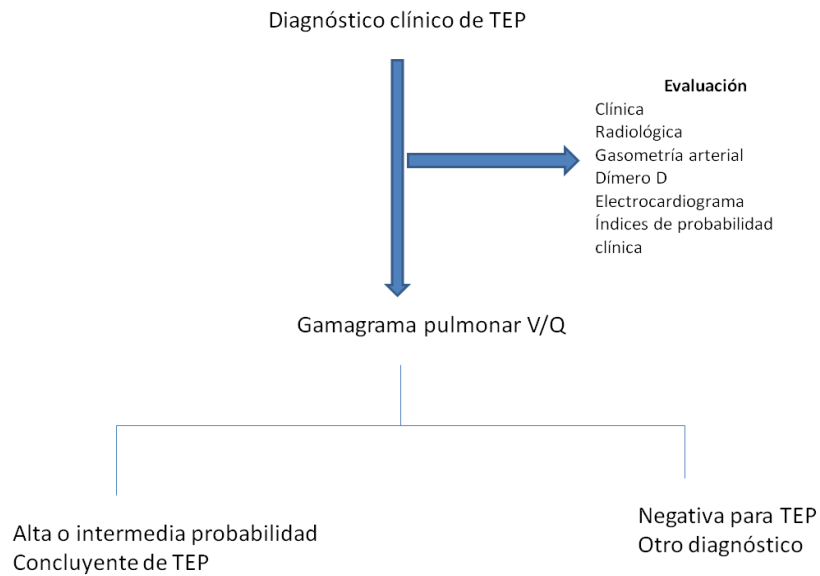 Diagnóstico clínico de TEP
Evaluación
Clínica
Radiológica
Gasometría arterial
Dímero D
Electrocardiograma
Índices de probabilidad
clínica
Gamagrama pulmonar V/Q
Alta o intermedia probabilidad
Concluyente de TEP
Negativa para TEP
Otro diagnóstico